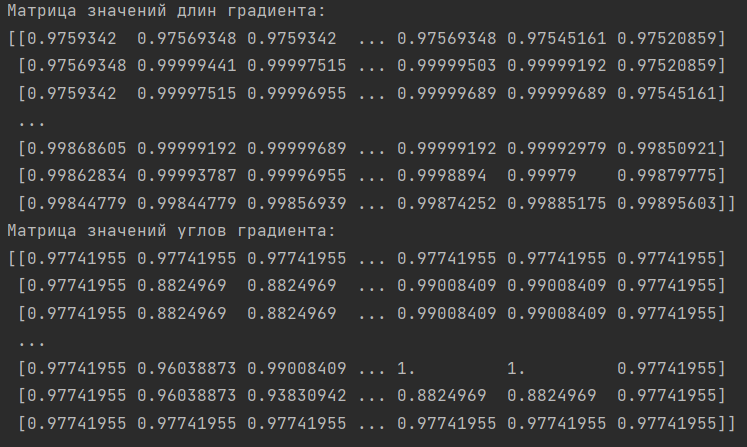 Матрица значений длин градиента:
[[0.9759342  0.97569348 0.9759342  ... 0.97569348 0.97545161 0.97520859]
 [0.97569348 0.99999441 0.99997515 ... 0.99999503 0.99999192 0.97520859]
 [0.9759342  0.99997515 0.99996955 ... 0.99999689 0.99999689 0.97545161]
 ...
 [0.99868605 0.99999192 0.99999689 ... 0.99999192 0.99992979 0.99850921]
 [0.99862834 0.99993787 0.99996955 ... 0.9998894  0.99979    0.99879775]
 [0.99844779 0.99844779 0.99856939 ... 0.99874252 0.99885175 0.99895603]]
Матрица значений углов градиента:
[[0.97741955 0.97741955 0.97741955 ... 0.97741955 0.97741955 0.97741955]
 [0.97741955 0.8824969  0.8824969  ... 0.99008409 0.99008409 0.97741955]
 [0.97741955 0.8824969  0.8824969  ... 0.99008409 0.99008409 0.97741955]
 ...
 [0.97741955 0.96038873 0.99008409 ... 1.         1.         0.97741955]
 [0.97741955 0.96038873 0.93830942 ... 0.8824969  0.8824969  0.97741955]
 [0.97741955 0.97741955 0.97741955 ... 0.97741955 0.97741955 0.97741955]]